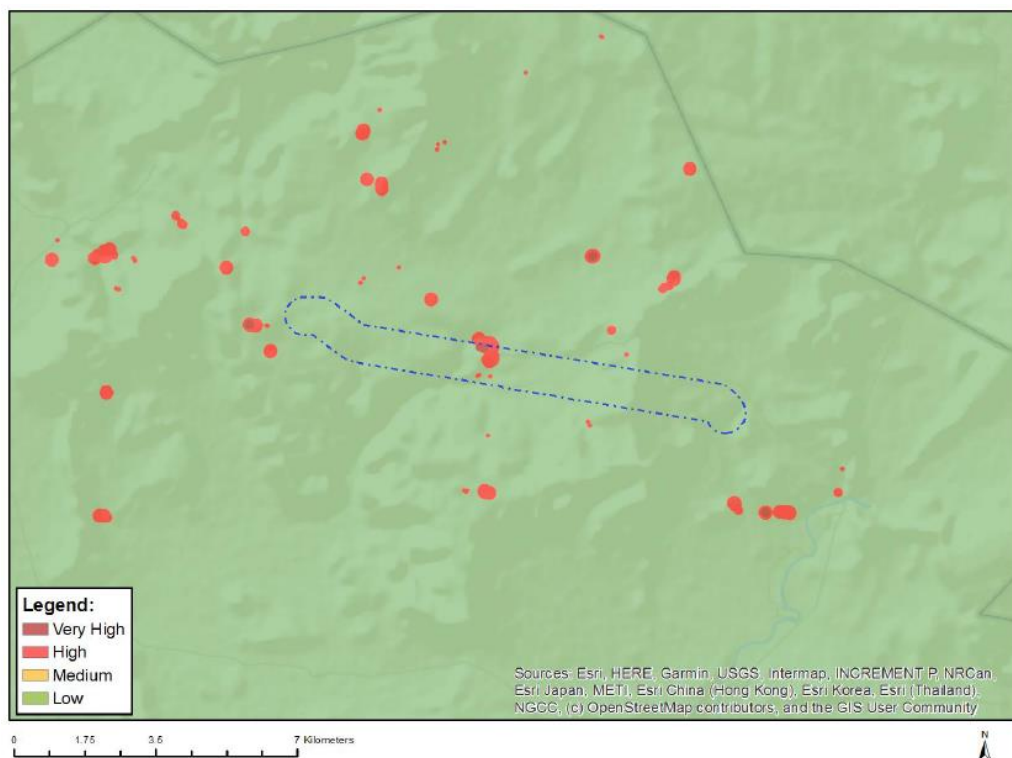 Legend:
Very High
High
Medium
Low
Sources: Esri, HERE, Garmin, USGS, Intermap, INCREMENT P, NRCan,
Esri Japan, METI, Esri China (Hong Kong), Esri Korea, Esri (Thailand),
NGCC, (c) OpenStreetMap contributors, and the GIS User Community
0 1.75 3.5 7 Kilometers
N